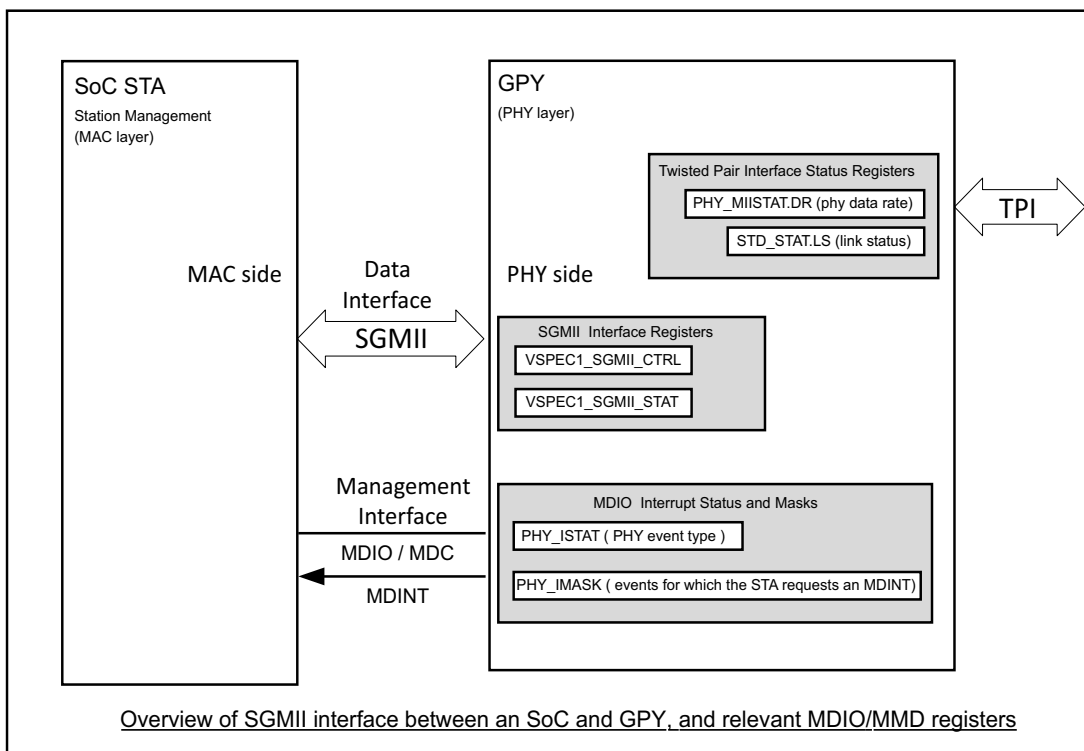 SoC STA
Station Management
(MAC layer)
GPY
(PHY layer)
Twisted Pair Interface Status Registers
PHY_MIISTAT.DR (phy data rate)
STD_STAT.LS (link status)
TPI
MAC side
Data
Interface
SGMII
PHY side
SGMII Interface Registers
VSPEC1_SGMII_CTRL
VSPEC1_SGMII_STAT
Management
Interface
MDIO / MDC
MDINT
MDIO Interrupt Status and Masks
PHY_ISTAT ( PHY event type )
PHY_IMASK ( events for which the STA requests an MDINT)
Overview of SGMII interface between an SoC and GPY, and relevant MDIO/MMD registers